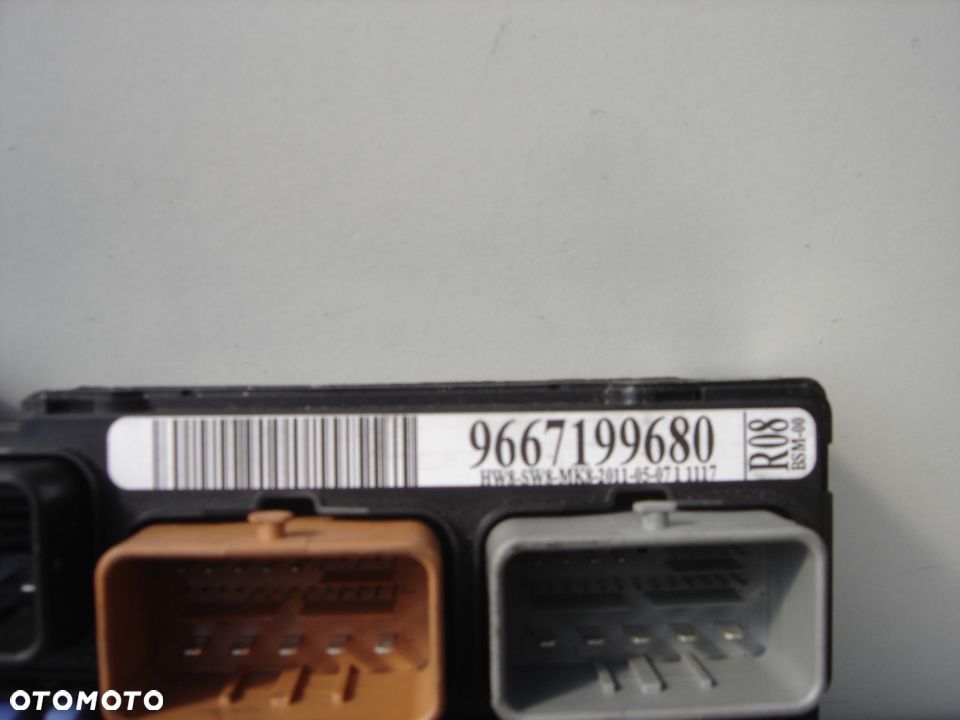 9667199680
HW8-SW8-MK8-2011-05-07 L1117
R08
BSM-00
OTOMOTO